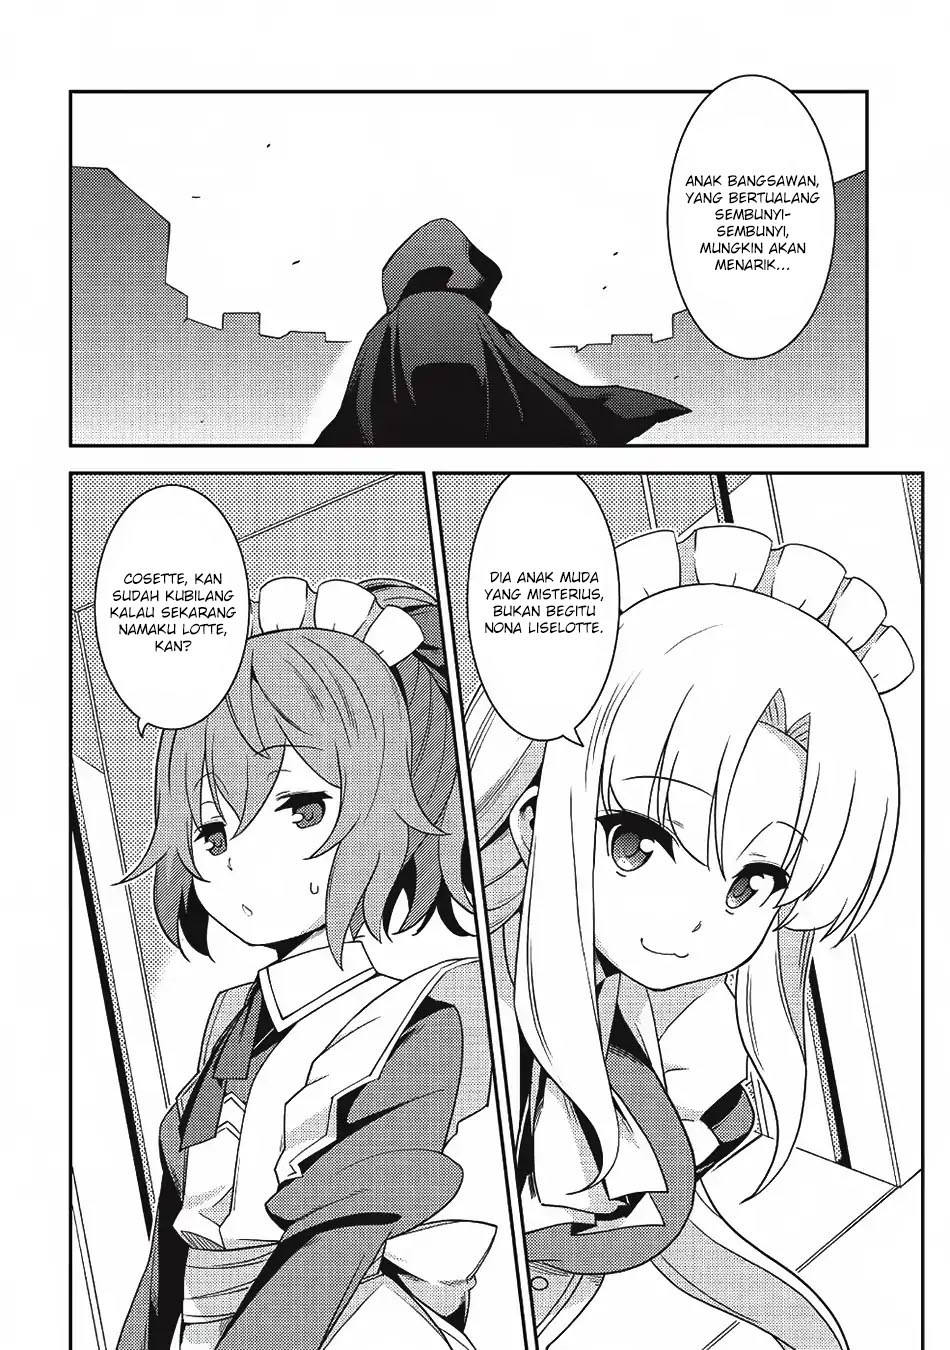 ANAK BANGSAWAN,
YANG BERTUALANG
SEMBUNYI-
SEMBUNYI,
MUNGKIN AKAN
MENARIK...
DIA ANAK MUDA
YANG MISTERIUS,
BUKAN BEGITU
NONA LISELOTTE.
COSETTE, KAN
SUDAH KUBILANG
KALAU SEKARANG
NAMAKU LOTTE,
KAN?